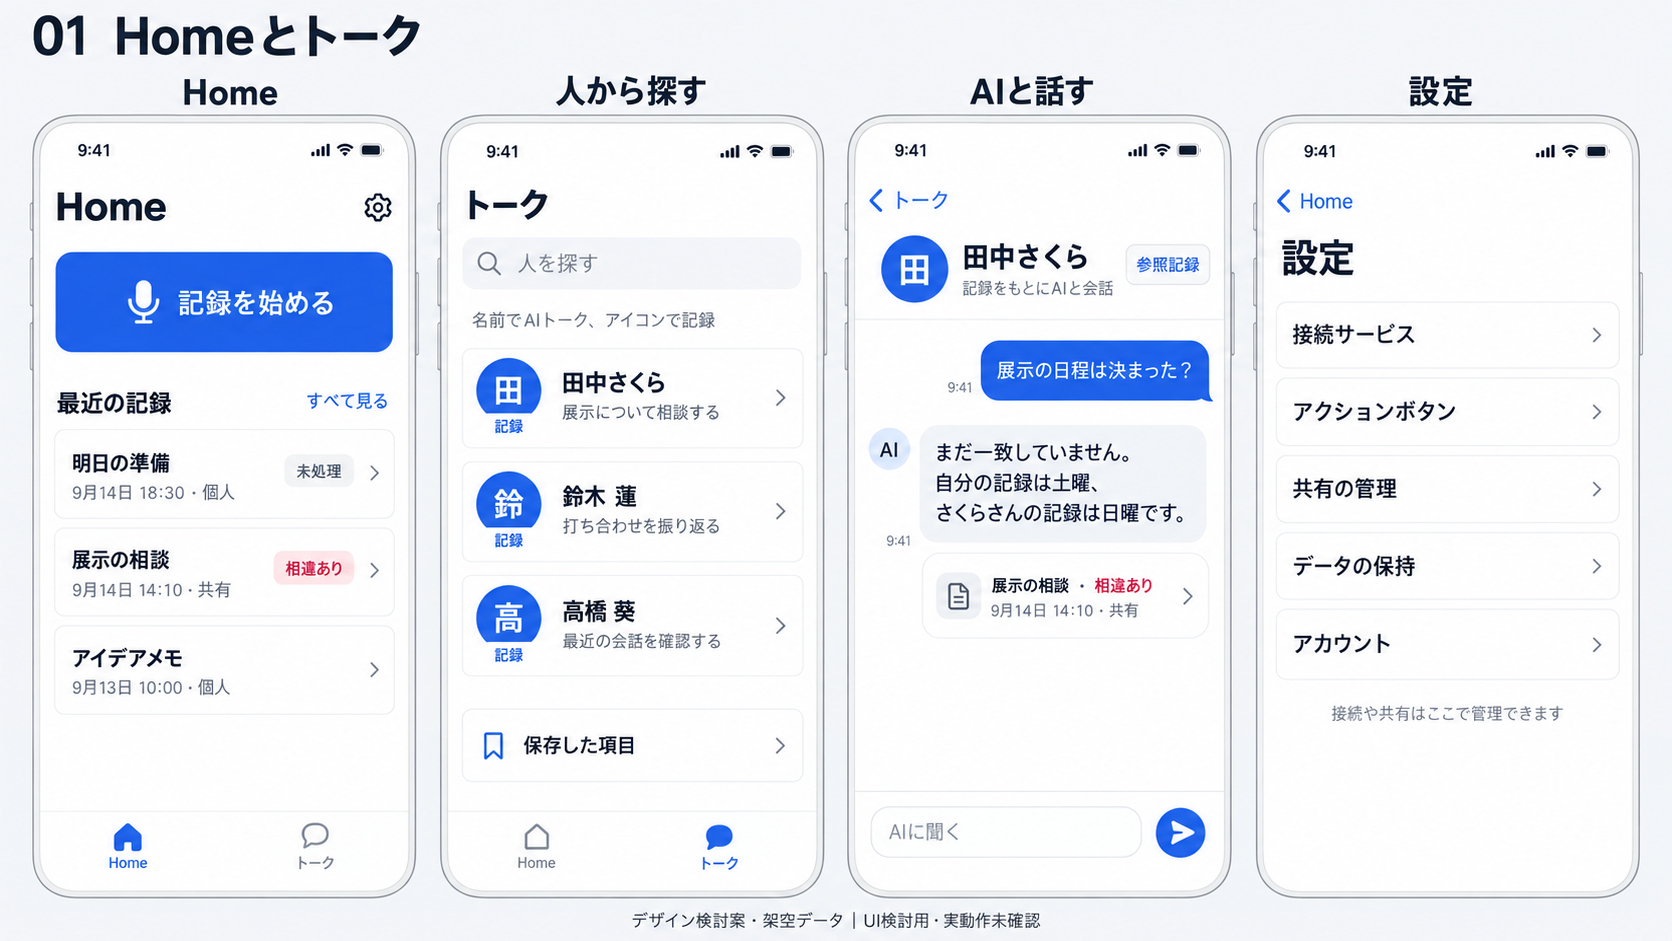 01 Homeとトーク
Home
9:41
Home
記録を始める
最近の記録
すべて見る
明日の準備
9月14日 18:30・個人
未処理
展示の相談
9月14日 14:10・共有
相違あり
アイデアメモ
9月13日 10:00・個人
Home
トーク
人から探す
9:41
トーク
人を探す
名前でAIトーク、アイコンで記録
田
記録
田中さくら
展示について相談する
鈴
記録
鈴木 蓮
打ち合わせを振り返る
高
記録
高橋 葵
最近の会話を確認する
保存した項目
Home
トーク
AIと話す
9:41
トーク
田
田中さくら
記録をもとにAIと会話
参照記録
展示の日程は決まった？
9:41
AI
まだ一致していません。
自分の記録は土曜、
さくらさんの記録は日曜です。
9:41
展示の相談・相違あり
9月14日 14:10・共有
AIに聞く
設定
9:41
Home
設定
接続サービス
アクションボタン
共有の管理
データの保持
アカウント
接続や共有はここで管理できます
デザイン検討案・架空データ｜UI検討用・実動作未確認